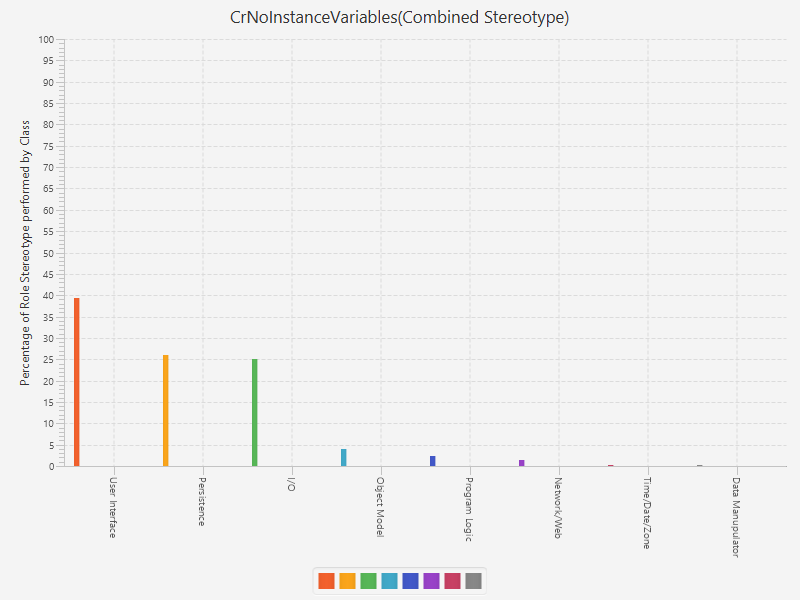 CrNoInstanceVariables(Combined Stereotype)
Percentage of Role Stereotype performed by Class
100
95
90
85
80
75
70
65
60
55
50
45
40
35
30
25
20
15
10
5
0
User Interface
Persistence
I/O
Object Model
Program Logic
Network/Web
Time/Date/Zone
Data Manupulator